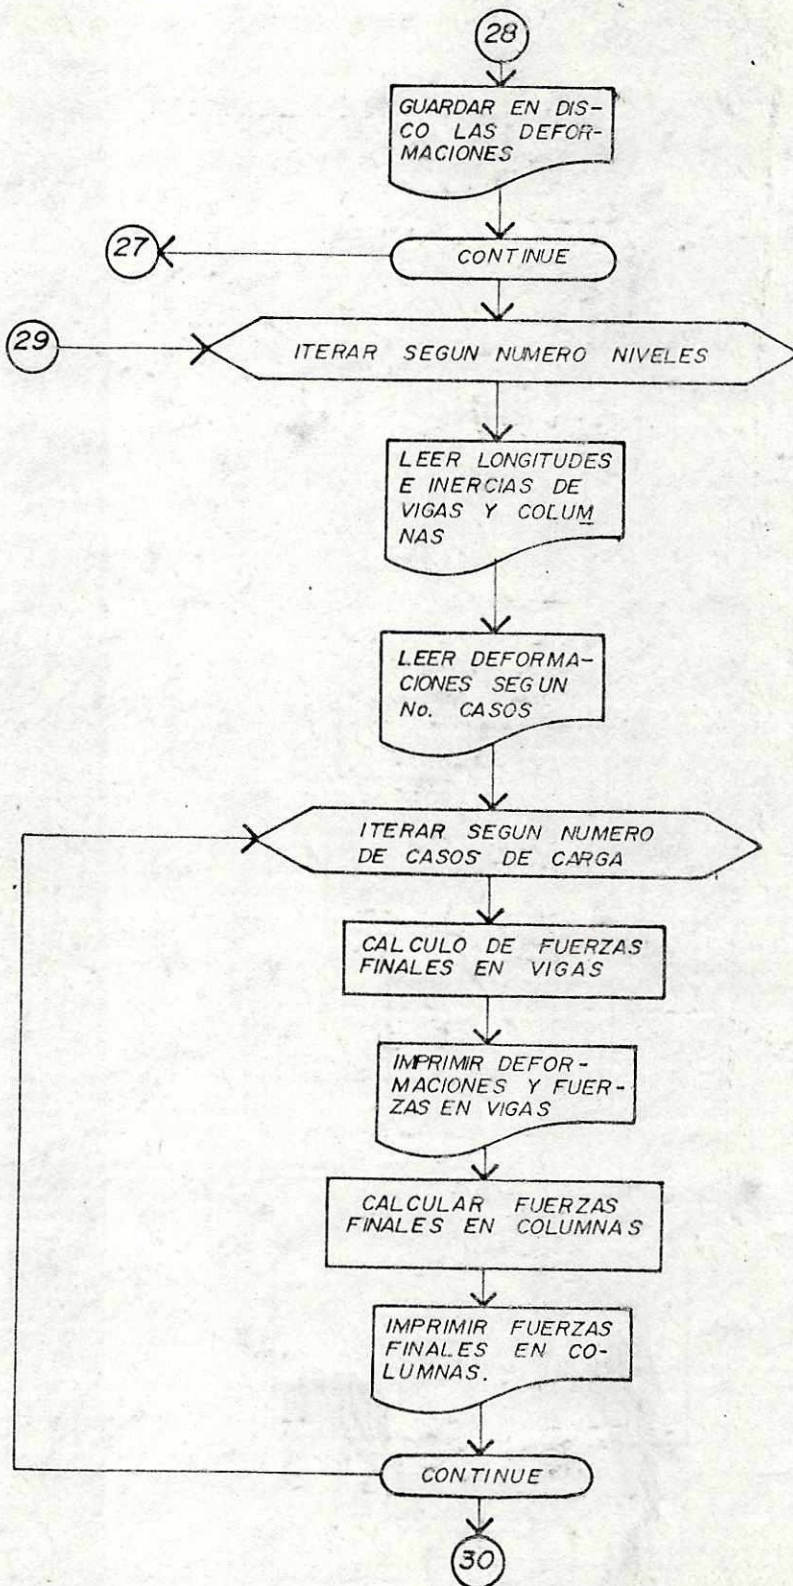 28
GUARDAR EN DIS-
CO LAS DEFOR-
MACIONES
27
CONTINUE
29
ITERAR SEGUN NUMERO NIVELES
LEER LONGITUDES
E INERCIAS DE
VIGAS Y COLUM
NAS
LEER DEFORMA-
CIONES SEGUN
No. CASOS
ITERAR SEGUN NUMERO
DE CASOS DE CARGA
CALCULO DE FUERZAS
FINALES EN VIGAS
IMPRIMIR DEFOR-
MACIONES Y FUER-
ZAS EN VIGAS
CALCULAR FUERZAS
FINALES EN COLUMNAS
IMPRIMIR FUERZAS
FINALES EN CO-
LUMNAS.
CONTINUE
30